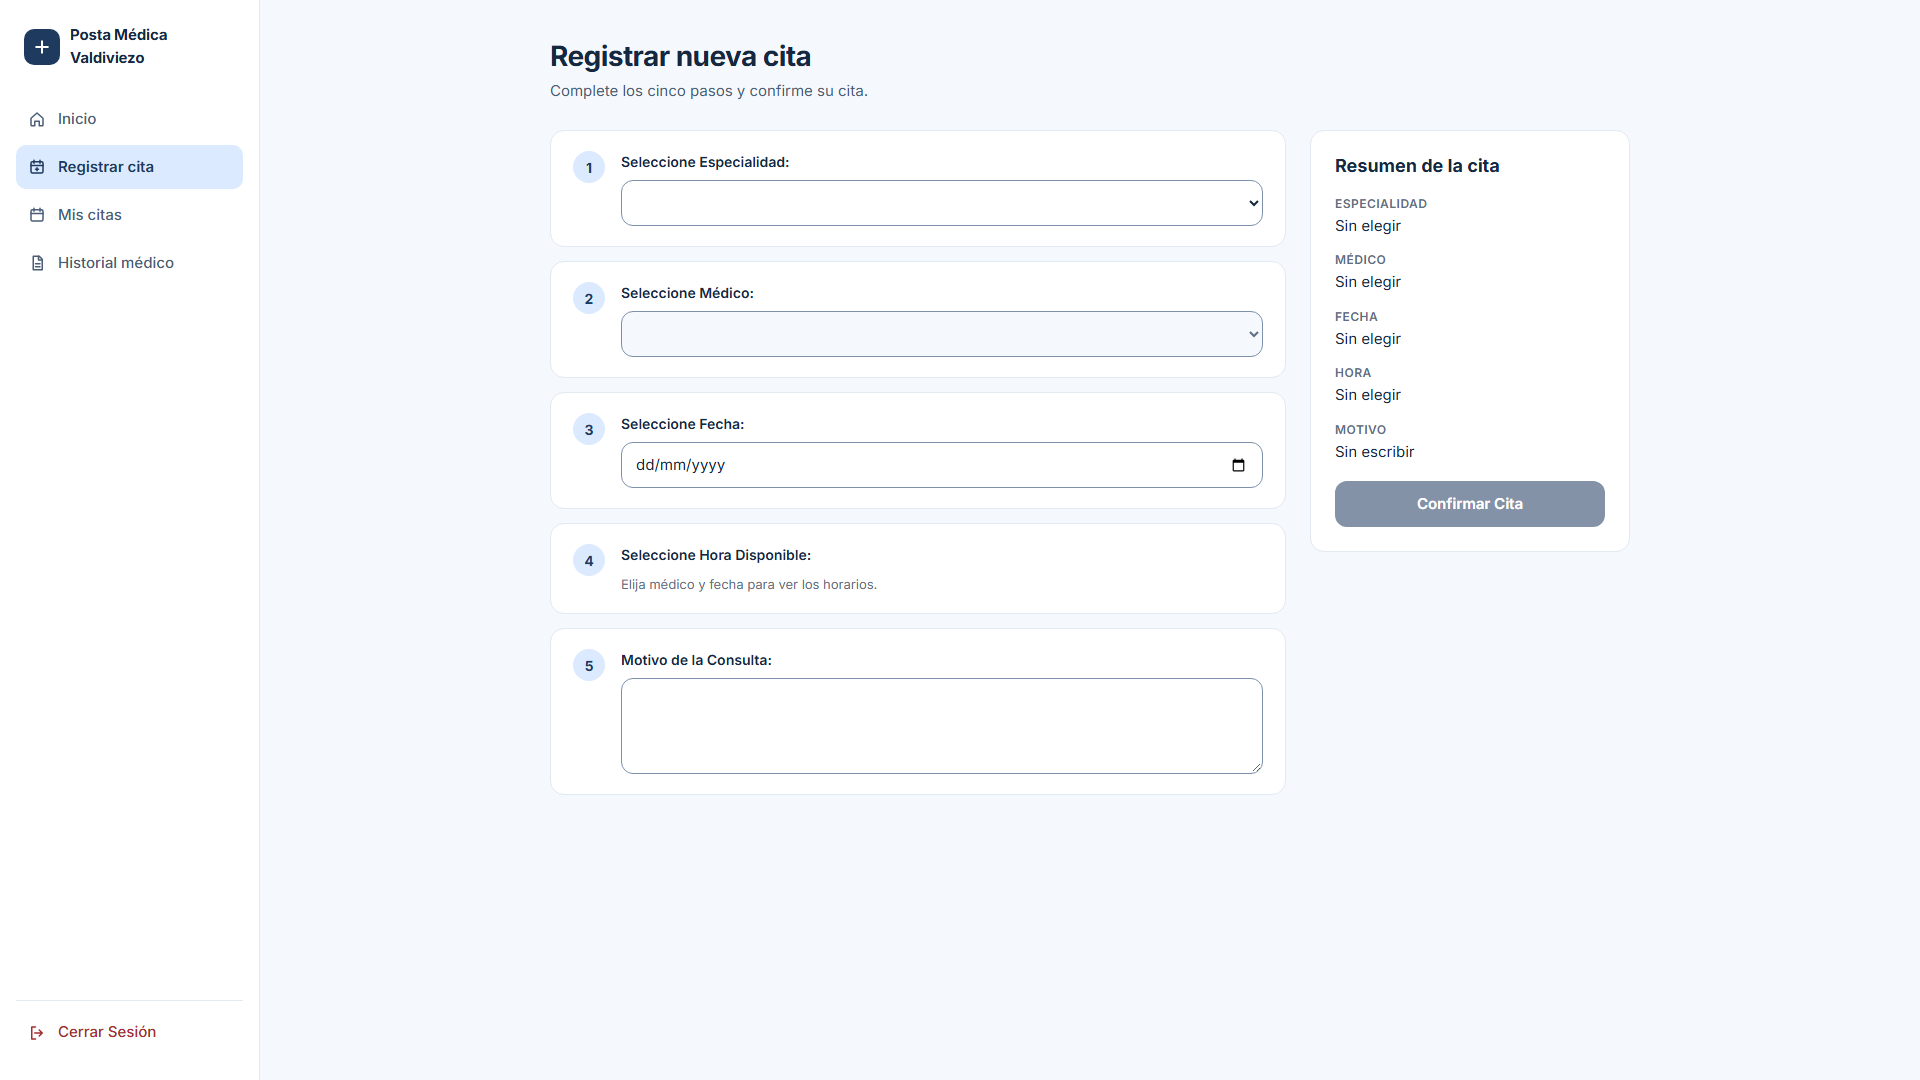 Posta Médica
Valdiviezo
Inicio
Registrar cita
Mis citas
Historial médico
Cerrar Sesión
Registrar nueva cita
Complete los cinco pasos y confirme su cita.
1
Seleccione Especialidad:
2
Seleccione Médico:
3
Seleccione Fecha:
dd/mm/yyyy
4
Seleccione Hora Disponible:
Elija médico y fecha para ver los horarios.
5
Motivo de la Consulta:
Resumen de la cita
ESPECIALIDAD
Sin elegir
MÉDICO
Sin elegir
FECHA
Sin elegir
HORA
Sin elegir
MOTIVO
Sin escribir
Confirmar Cita